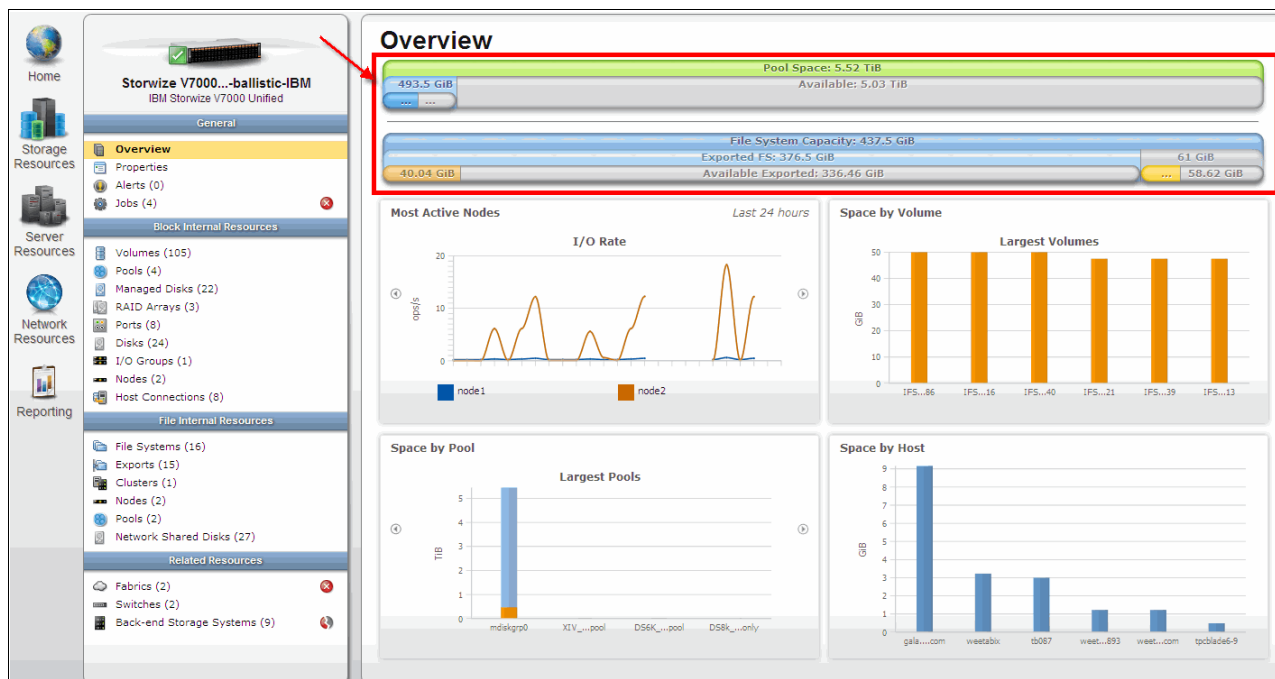 Home
Storage
Resources
Server
Resources
Network
Resources
Reporting
Storwize V7000...-ballistic-IBM
IBM Storwize V7000 Unified
General
Overview
Properties
Alerts (0)
Jobs (4)
Block Internal Resources
Volumes (105)
Pools (4)
Managed Disks (22)
RAID Arrays (3)
Ports (8)
Disks (24)
I/O Groups (1)
Nodes (2)
Host Connections (8)
File Internal Resources
File Systems (16)
Exports (15)
Clusters (1)
Nodes (2)
Pools (2)
Network Shared Disks (27)
Related Resources
Fabrics (2)
Switches (2)
Back-end Storage Systems (9)
Overview
Pool Space: 5.52 TiB
493.5 GiB Available: 5.03 TiB
... ...
File System Capacity: 437.5 GiB
Exported FS: 376.5 GiB 61 GiB
40.04 GiB Available Exported: 336.46 GiB ... 58.62 GiB
Most Active Nodes Last 24 hours
I/O Rate
20
10
0
ops/s
node1 node2
Space by Volume
Largest Volumes
50
40
30
20
10
0
GiB
IFS...86 IFS...16 IFS...40 IFS...21 IFS...39 IFS...13
Space by Pool
Largest Pools
5
4
3
2
1
0
TiB
mdiskgrp0 XIV_...pool DS6K_...pool DS8k_...only
Space by Host
9
8
7
6
5
4
3
2
1
0
GiB
gala....com weetabix tb087 weet...893 weet...com tpcblade6-9